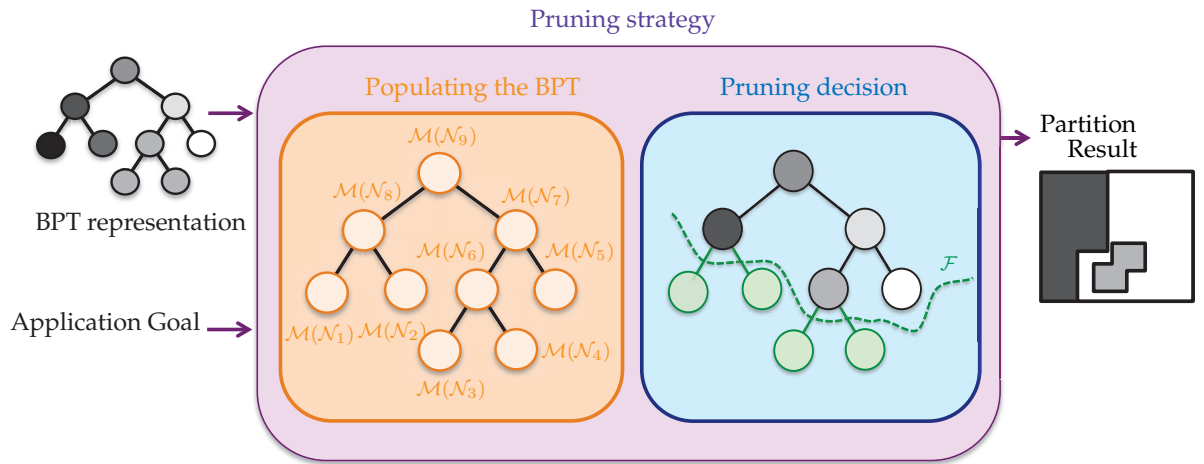 Pruning strategy
Populating the BPT
Pruning decision
BPT representation
Application Goal
Partition
Result
ℳ(𝒩₉)
ℳ(𝒩₈)
ℳ(𝒩₇)
ℳ(𝒩₆)
ℳ(𝒩₅)
ℳ(𝒩₁)
ℳ(𝒩₂)
ℳ(𝒩₄)
ℳ(𝒩₃)
ℱ